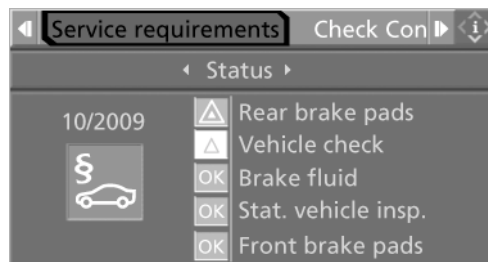 Service requirements Check Con
Status
10/2009
Rear brake pads
Vehicle check
§
OK Brake fluid
OK Stat. vehicle insp.
OK Front brake pads